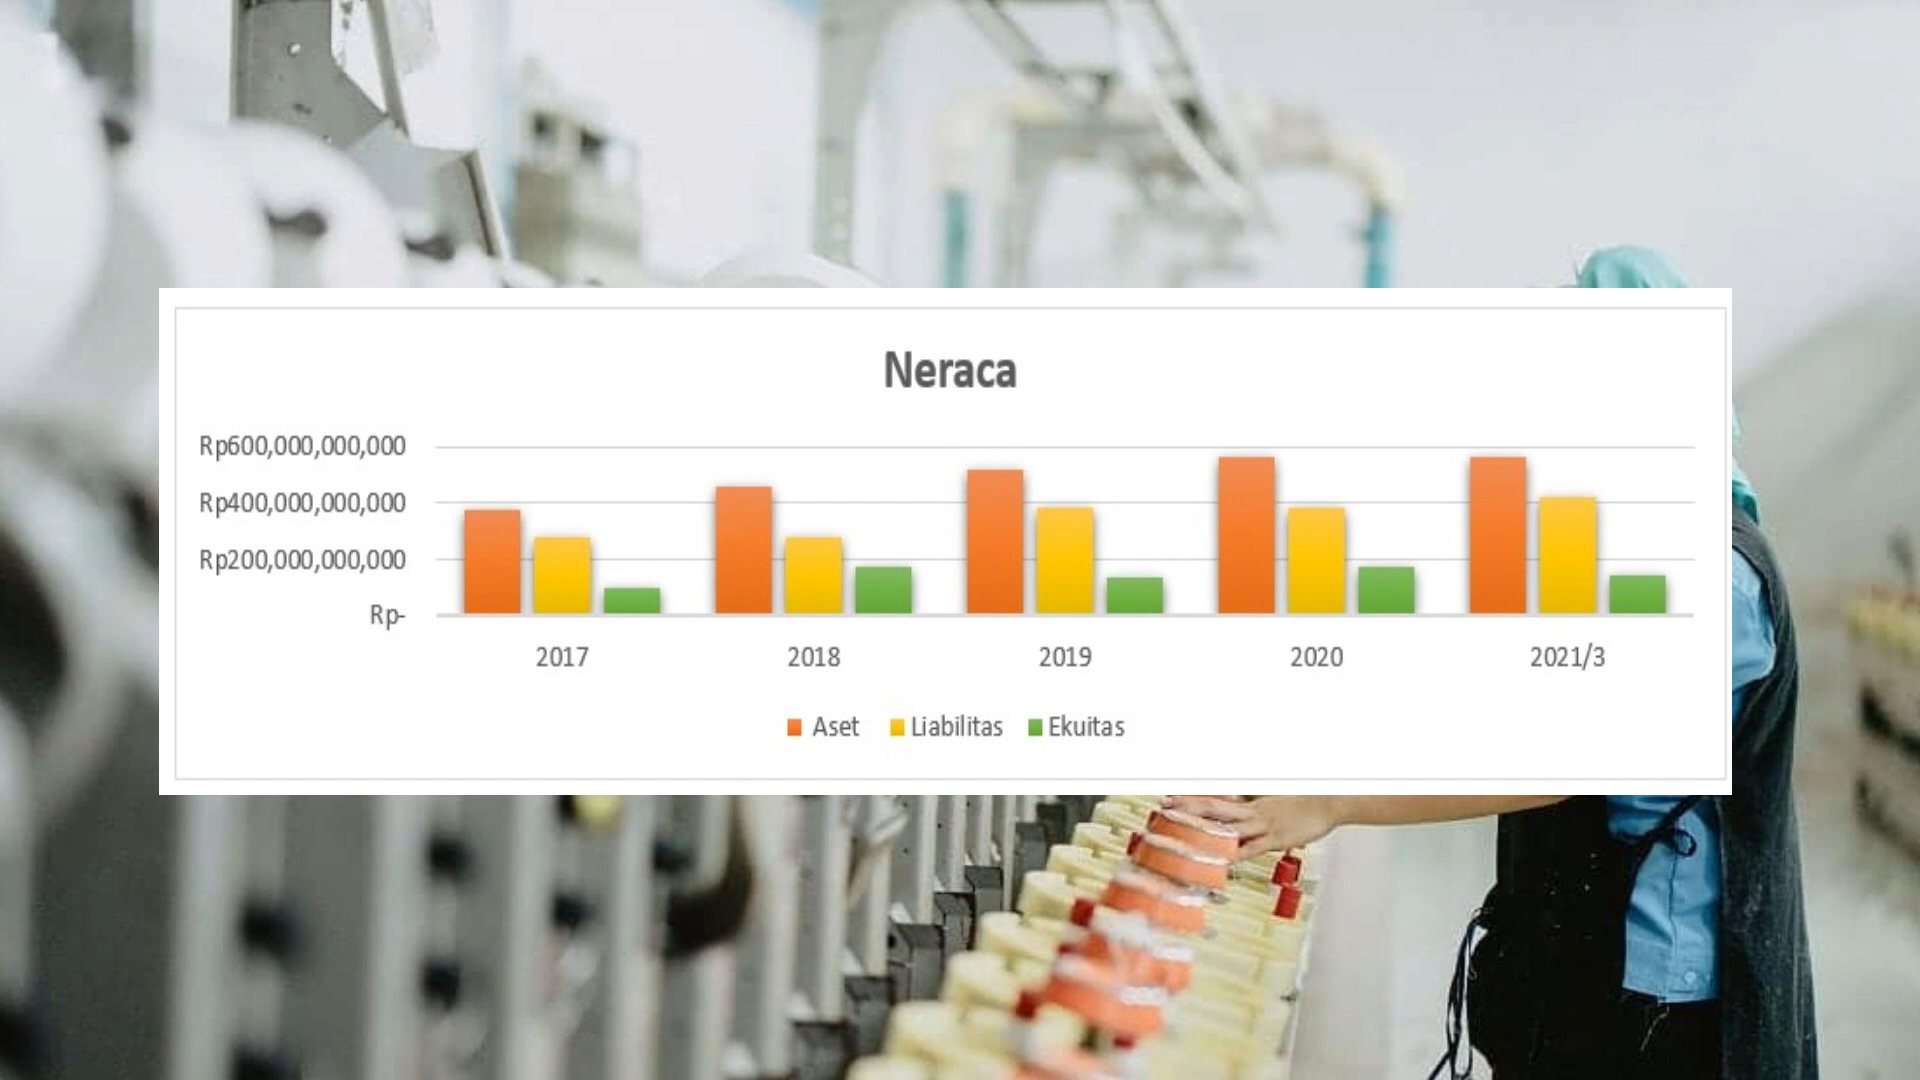 Neraca
Rp600,000,000,000
Rp400,000,000,000
Rp200,000,000,000
Rp-
2017 2018 2019 2020 2021/3
Aset Liabilitas Ekuitas